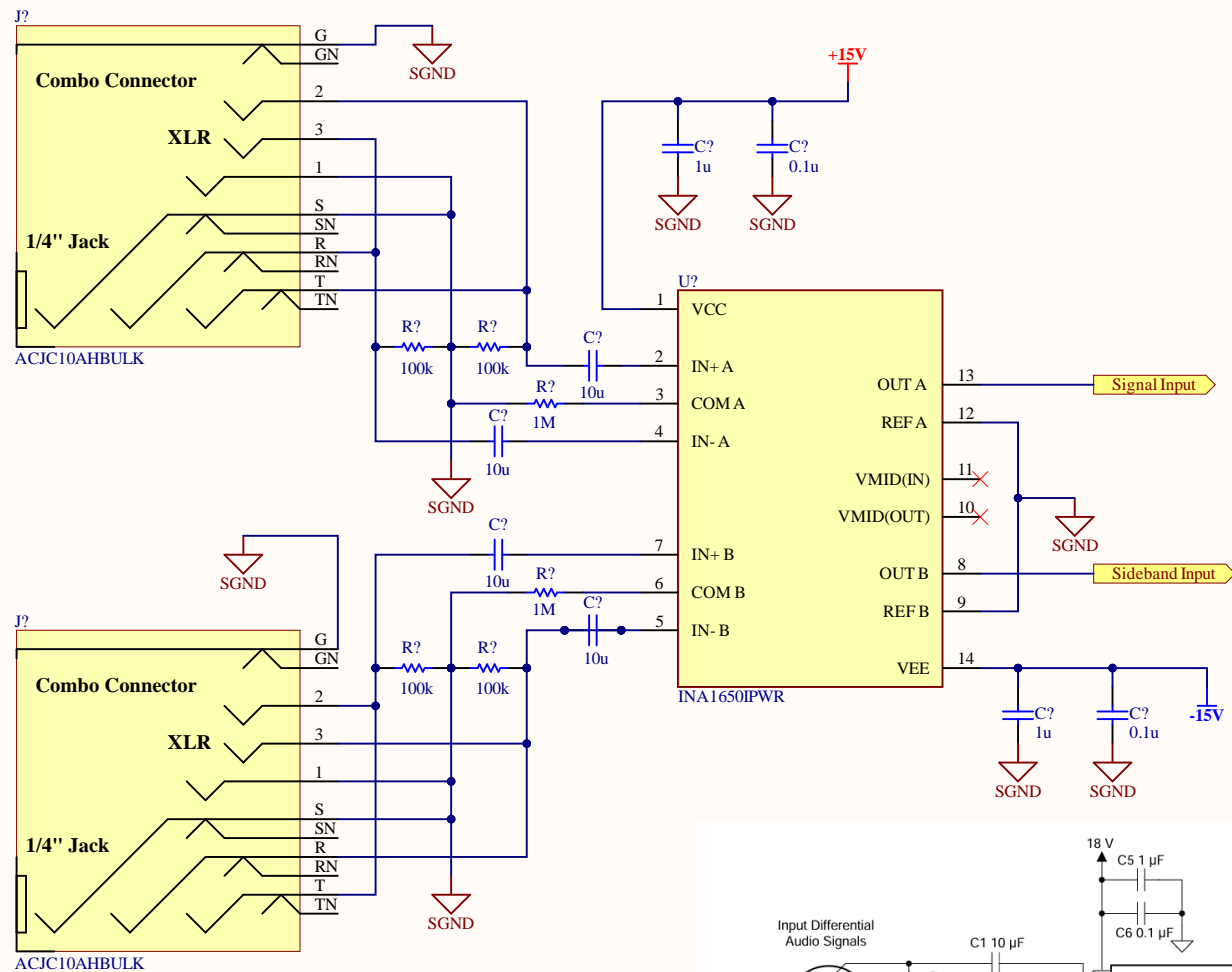 J?
G
GN
SGND
Combo Connector
2
XLR
3
1
S
SN
1/4" Jack
R
RN
T
TN
ACJC10AHBULK
+15V
C?
1u
C?
0.1u
SGND
SGND
R?
100k
R?
100k
C?
10u
R?
1M
C?
10u
SGND
U?
1
VCC
2
IN+ A
3
COM A
4
IN- A
OUT A
13
Signal Input
REF A
12
VMID(IN)
11
VMID(OUT)
10
SGND
7
IN+ B
6
COM B
5
IN- B
OUT B
8
Sideband Input
REF B
9
VEE
14
INA1650IPWR
C?
1u
C?
0.1u
-15V
SGND
SGND
SGND
C?
10u
R?
1M
C?
10u
R?
100k
R?
100k
J?
G
GN
Combo Connector
2
XLR
3
1
S
SN
1/4" Jack
R
RN
T
TN
ACJC10AHBULK
SGND
18 V
C5 1 µF
C6 0.1 µF
Input Differential
Audio Signals
C1 10 µF